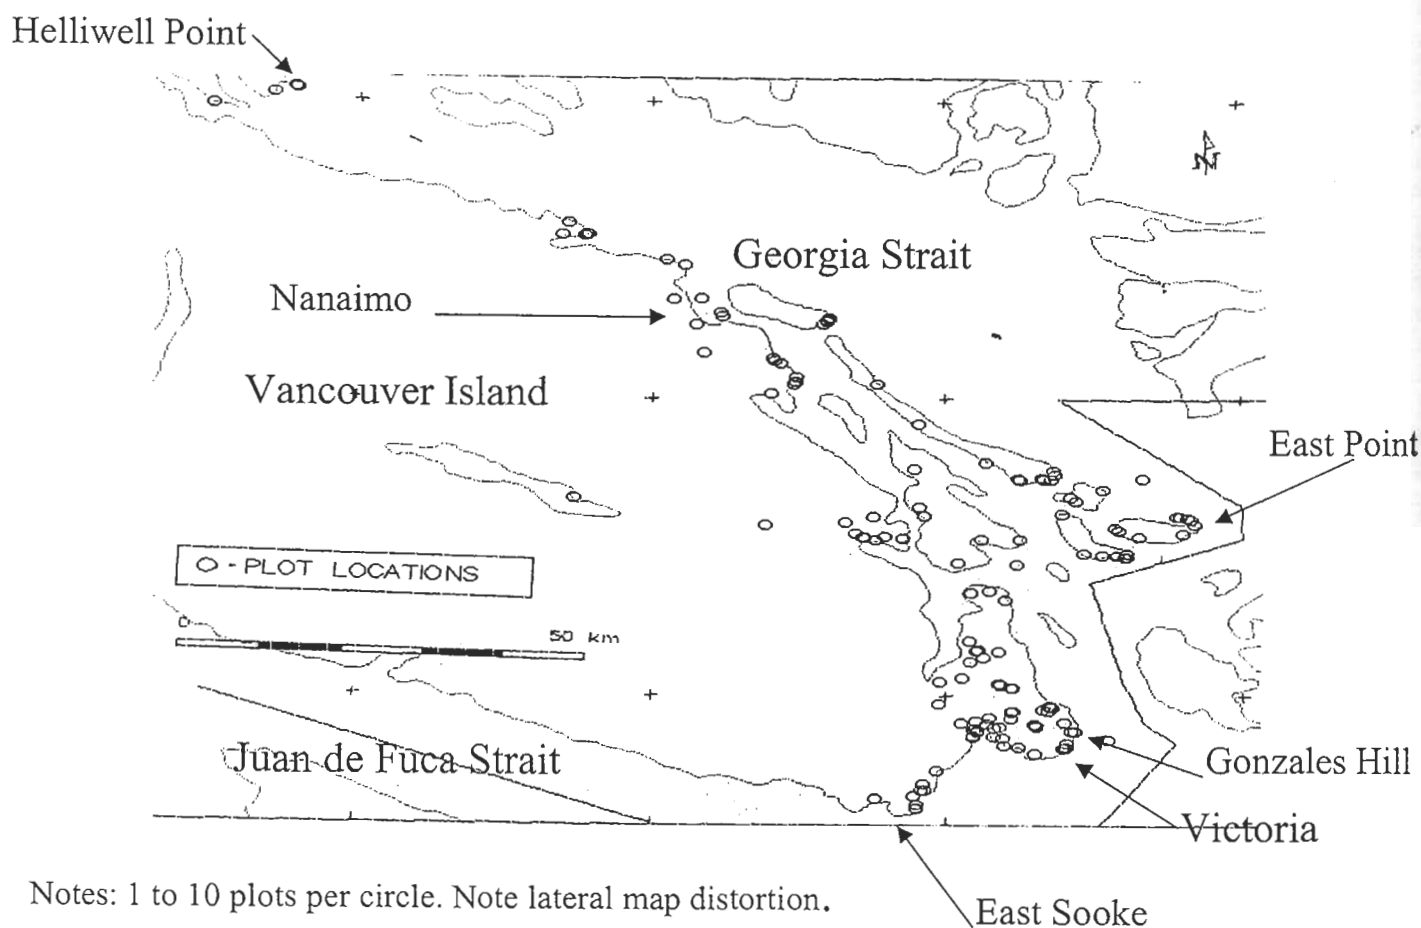 Helliwell Point
N
Georgia Strait
Nanaimo
Vancouver Island
East Point
O - PLOT LOCATIONS
0 50 km
Juan de Fuca Strait
Gonzales Hill
Victoria
Notes: 1 to 10 plots per circle. Note lateral map distortion.
East Sooke